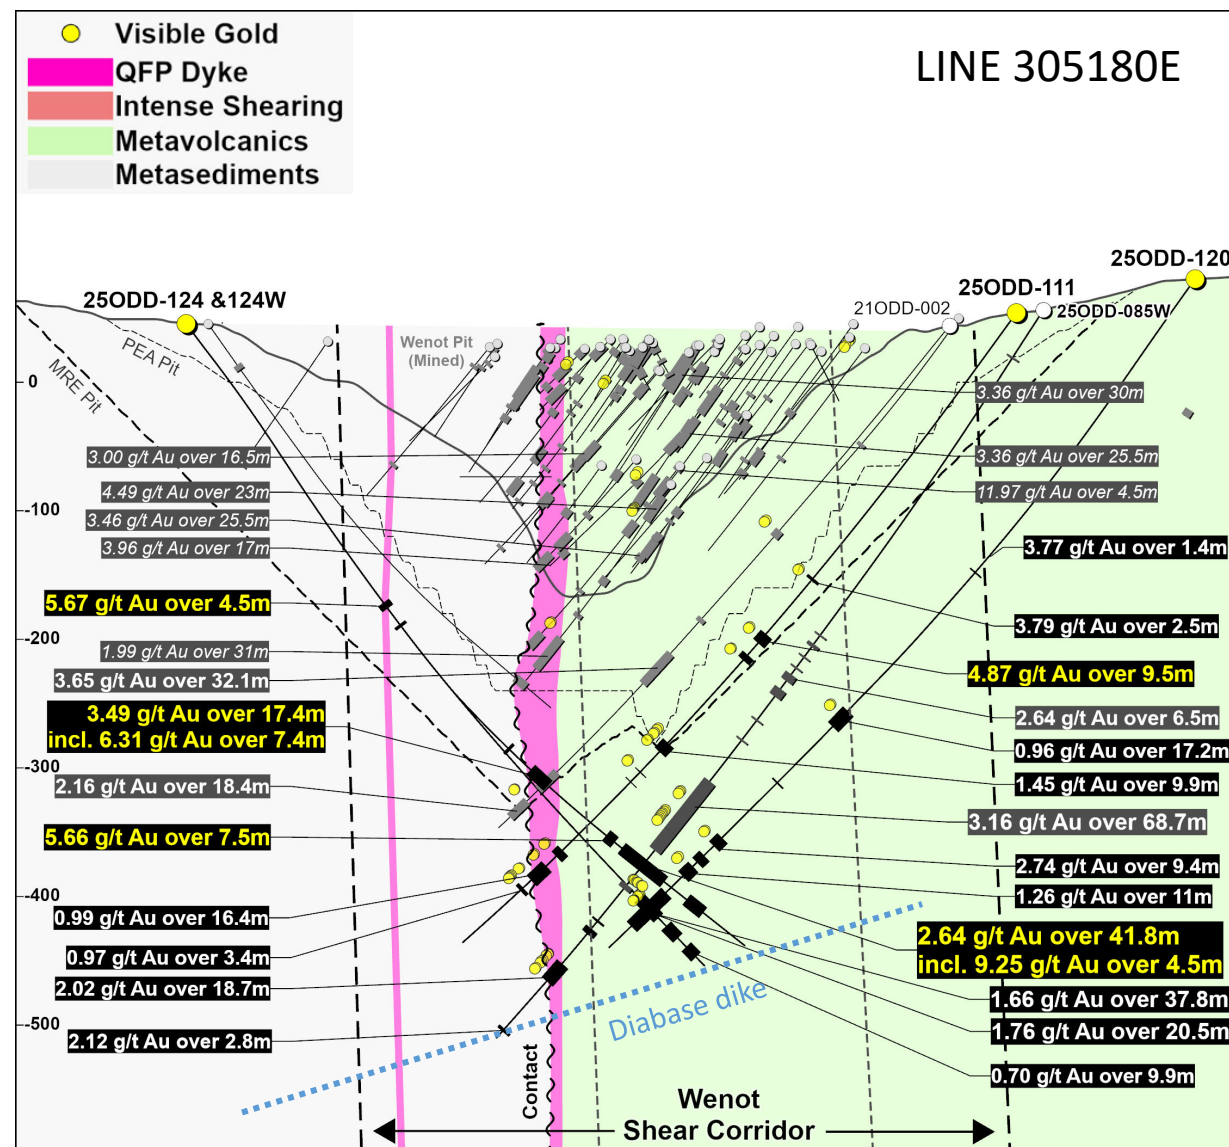 Visible Gold
QFP Dyke
Intense Shearing
Metavolcanics
Metasediments
LINE 305180E
25ODD-120
25ODD-124 &124W
25ODD-111
21ODD-002
25ODD-085W
Wenot Pit
(Mined)
PEA Pit
MRE Pit
0
-100
-200
-300
-400
-500
3.00 g/t Au over 16.5m
4.49 g/t Au over 23m
3.46 g/t Au over 25.5m
3.96 g/t Au over 17m
5.67 g/t Au over 4.5m
1.99 g/t Au over 31m
3.65 g/t Au over 32.1m
3.49 g/t Au over 17.4m
incl. 6.31 g/t Au over 7.4m
2.16 g/t Au over 18.4m
5.66 g/t Au over 7.5m
0.99 g/t Au over 16.4m
0.97 g/t Au over 3.4m
2.02 g/t Au over 18.7m
2.12 g/t Au over 2.8m
3.36 g/t Au over 30m
3.36 g/t Au over 25.5m
11.97 g/t Au over 4.5m
3.77 g/t Au over 1.4m
3.79 g/t Au over 2.5m
4.87 g/t Au over 9.5m
2.64 g/t Au over 6.5m
0.96 g/t Au over 17.2m
1.45 g/t Au over 9.9m
3.16 g/t Au over 68.7m
2.74 g/t Au over 9.4m
1.26 g/t Au over 11m
2.64 g/t Au over 41.8m
incl. 9.25 g/t Au over 4.5m
1.66 g/t Au over 37.8m
1.76 g/t Au over 20.5m
0.70 g/t Au over 9.9m
Diabase dike
Contact
Wenot
Shear Corridor